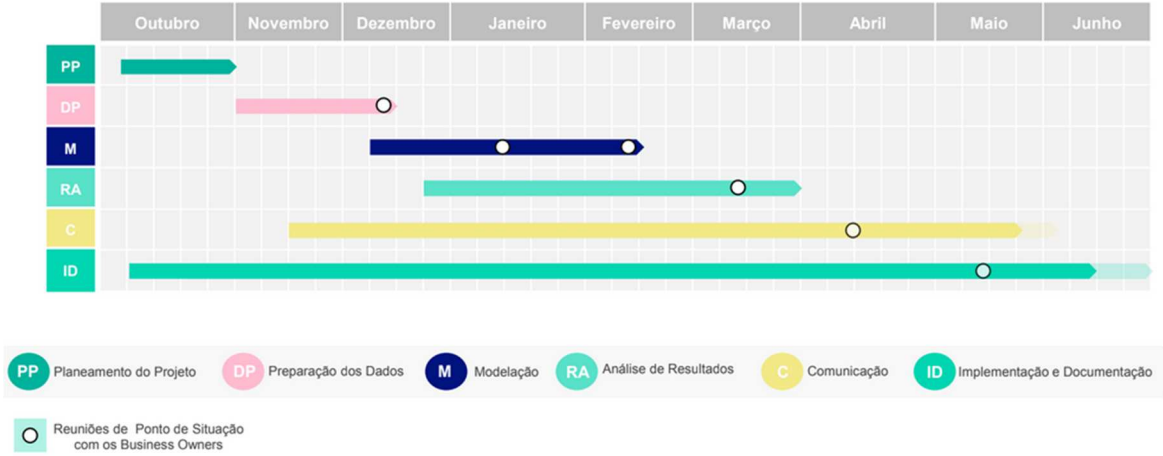 Outubro Novembro Dezembro Janeiro Fevereiro Março Abril Maio Junho
PP
DP
M
RA
C
ID
PP Planeamento do Projeto DP Preparação dos Dados M Modelação RA Análise de Resultados C Comunicação ID Implementação e Documentação
Reuniões de Ponto de Situação
com os Business Owners